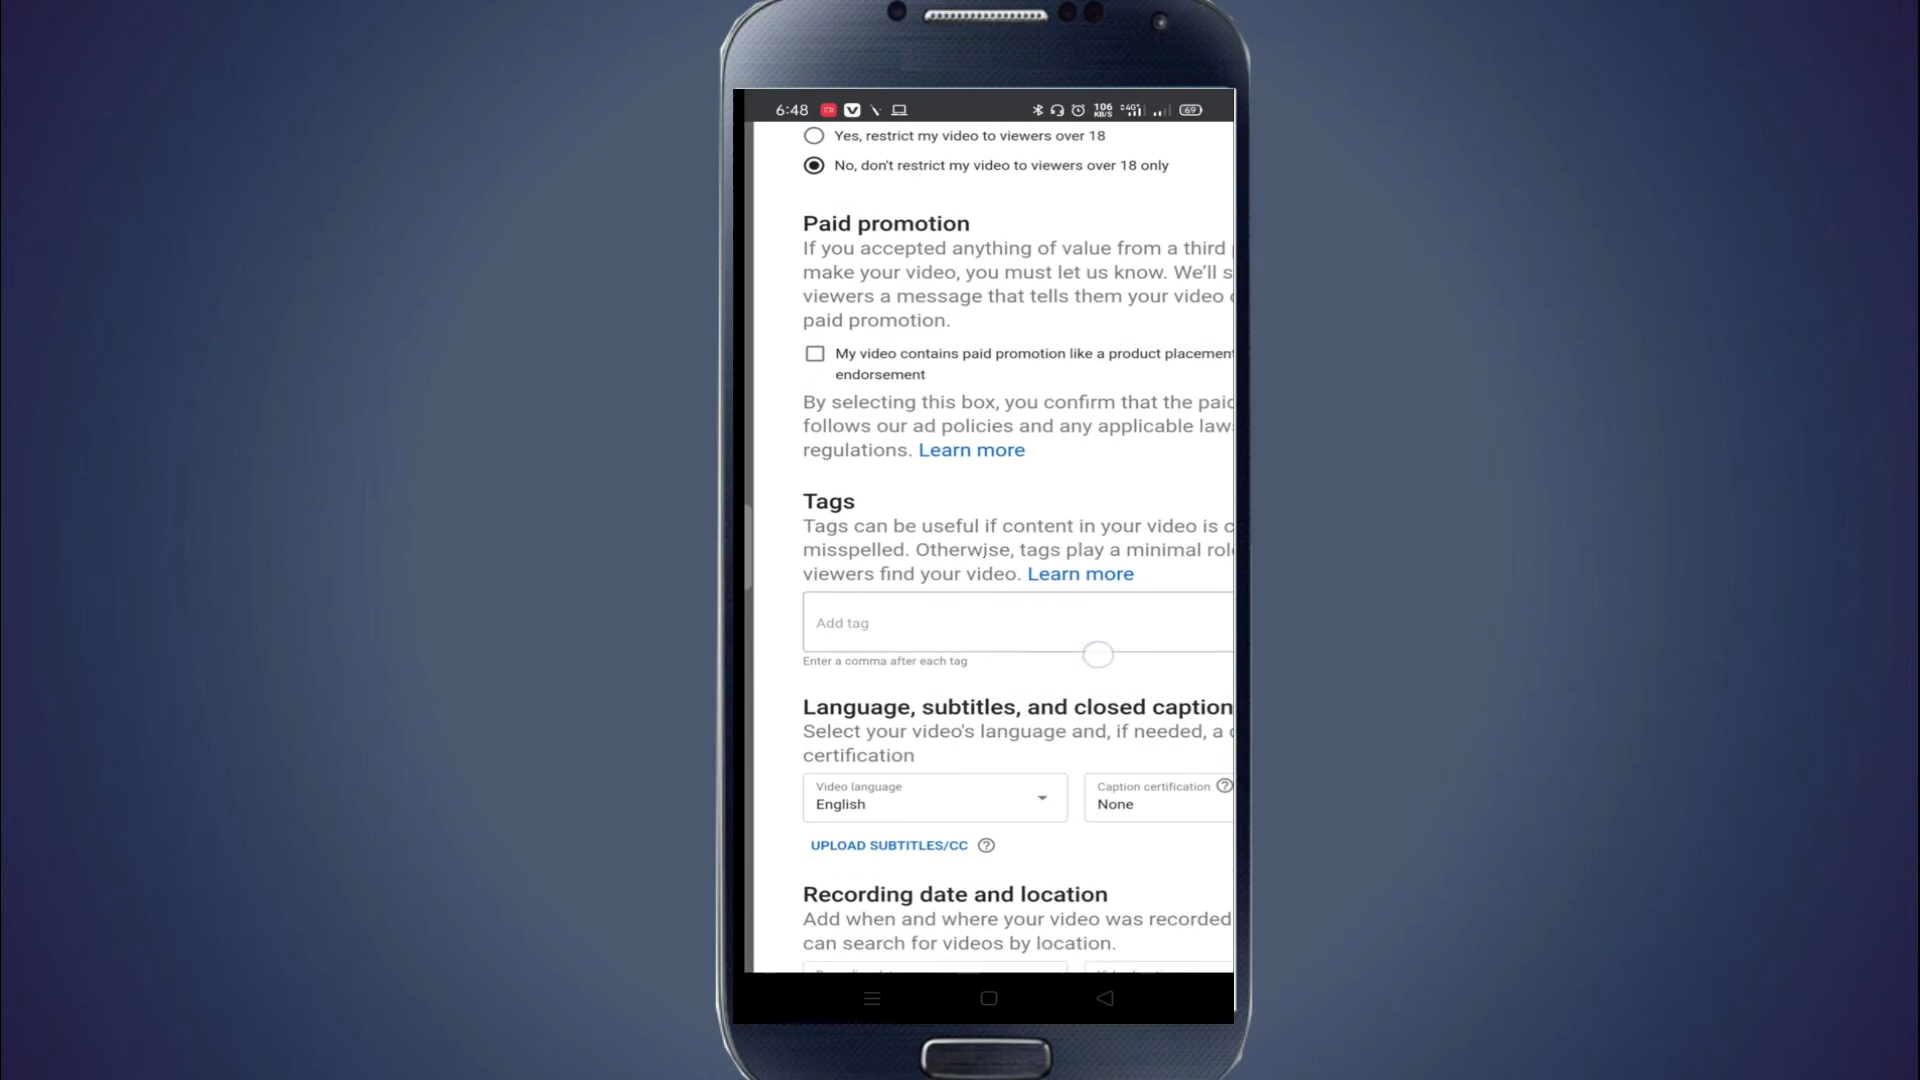 6:48 106 KB/S 4G 69
Yes, restrict my video to viewers over 18
No, don't restrict my video to viewers over 18 only
Paid promotion
If you accepted anything of value from a third
make your video, you must let us know. We'll s
viewers a message that tells them your video
paid promotion.
My video contains paid promotion like a product placement
endorsement
By selecting this box, you confirm that the paid
follows our ad policies and any applicable laws
regulations. Learn more
Tags
Tags can be useful if content in your video is c
misspelled. Otherwise, tags play a minimal role
viewers find your video. Learn more
Add tag
Enter a comma after each tag
Language, subtitles, and closed caption
Select your video's language and, if needed, a
certification
Video language
English
Caption certification
None
UPLOAD SUBTITLES/CC
Recording date and location
Add when and where your video was recorded
can search for videos by location.